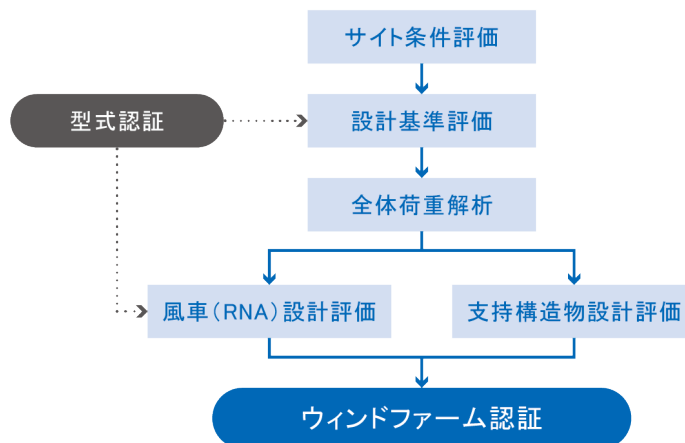 サイト条件評価
型式認証
設計基準評価
全体荷重解析
風車（RNA）設計評価
支持構造物設計評価
ウィンドファーム認証